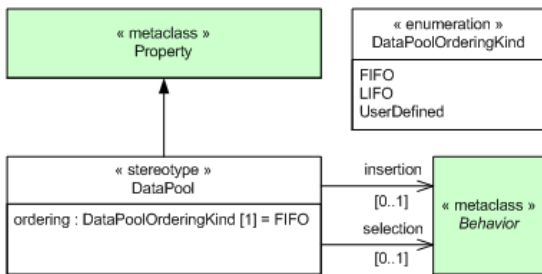 « metaclass »
Property
« enumeration »
DataPoolOrderingKind
FIFO
LIFO
UserDefined
« stereotype »
DataPool
ordering : DataPoolOrderingKind [1] = FIFO
insertion
[0..1]
selection
[0..1]
« metaclass »
Behavior